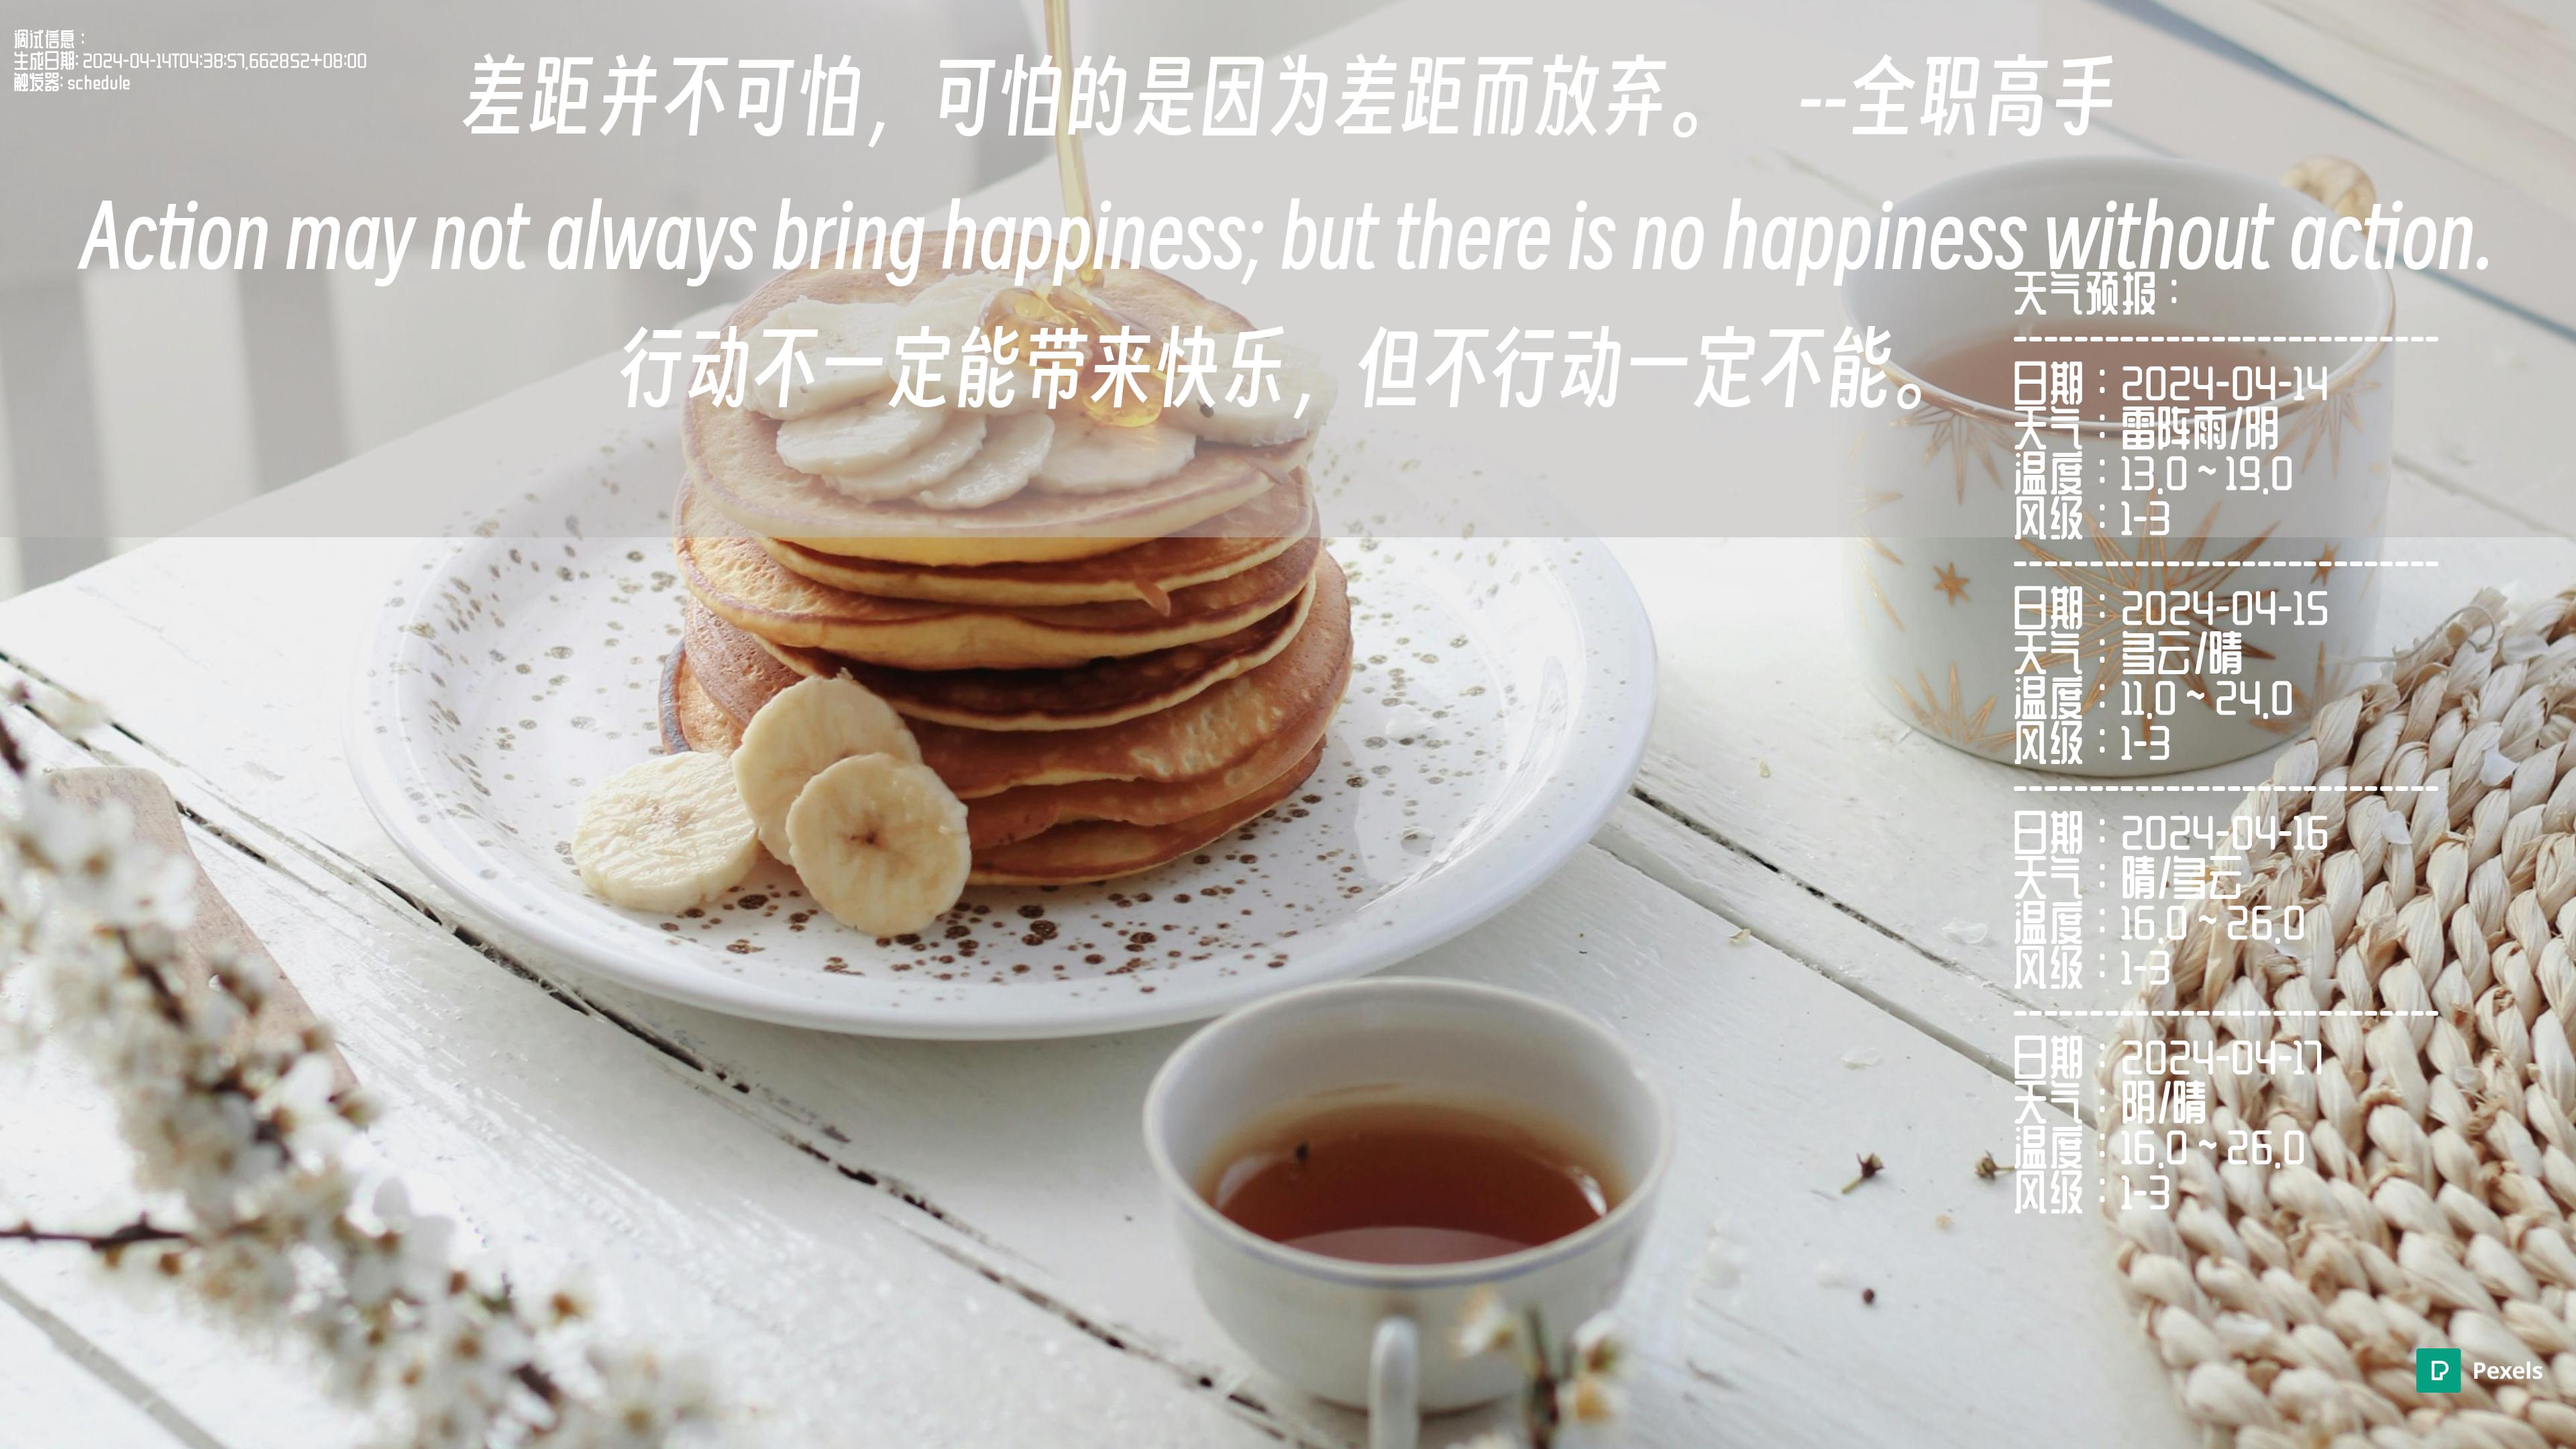 调试信息：
生成日期: 2024-04-14T04:38:57.662852+08:00
触发器: schedule
差距并不可怕，可怕的是因为差距而放弃。 --全职高手
Action may not always bring happiness; but there is no happiness without action.
行动不一定能带来快乐，但不行动一定不能。
天气预报：
------------------------------
日期：2024-04-14
天气：雷阵雨/阴
温度：13.0 ~ 19.0
风级：1-3
------------------------------
日期：2024-04-15
天气：多云/晴
温度：11.0 ~ 24.0
风级：1-3
------------------------------
日期：2024-04-16
天气：晴/多云
温度：16.0 ~ 26.0
风级：1-3
------------------------------
日期：2024-04-17
天气：阴/晴
温度：16.0 ~ 26.0
风级：1-3
Pexels